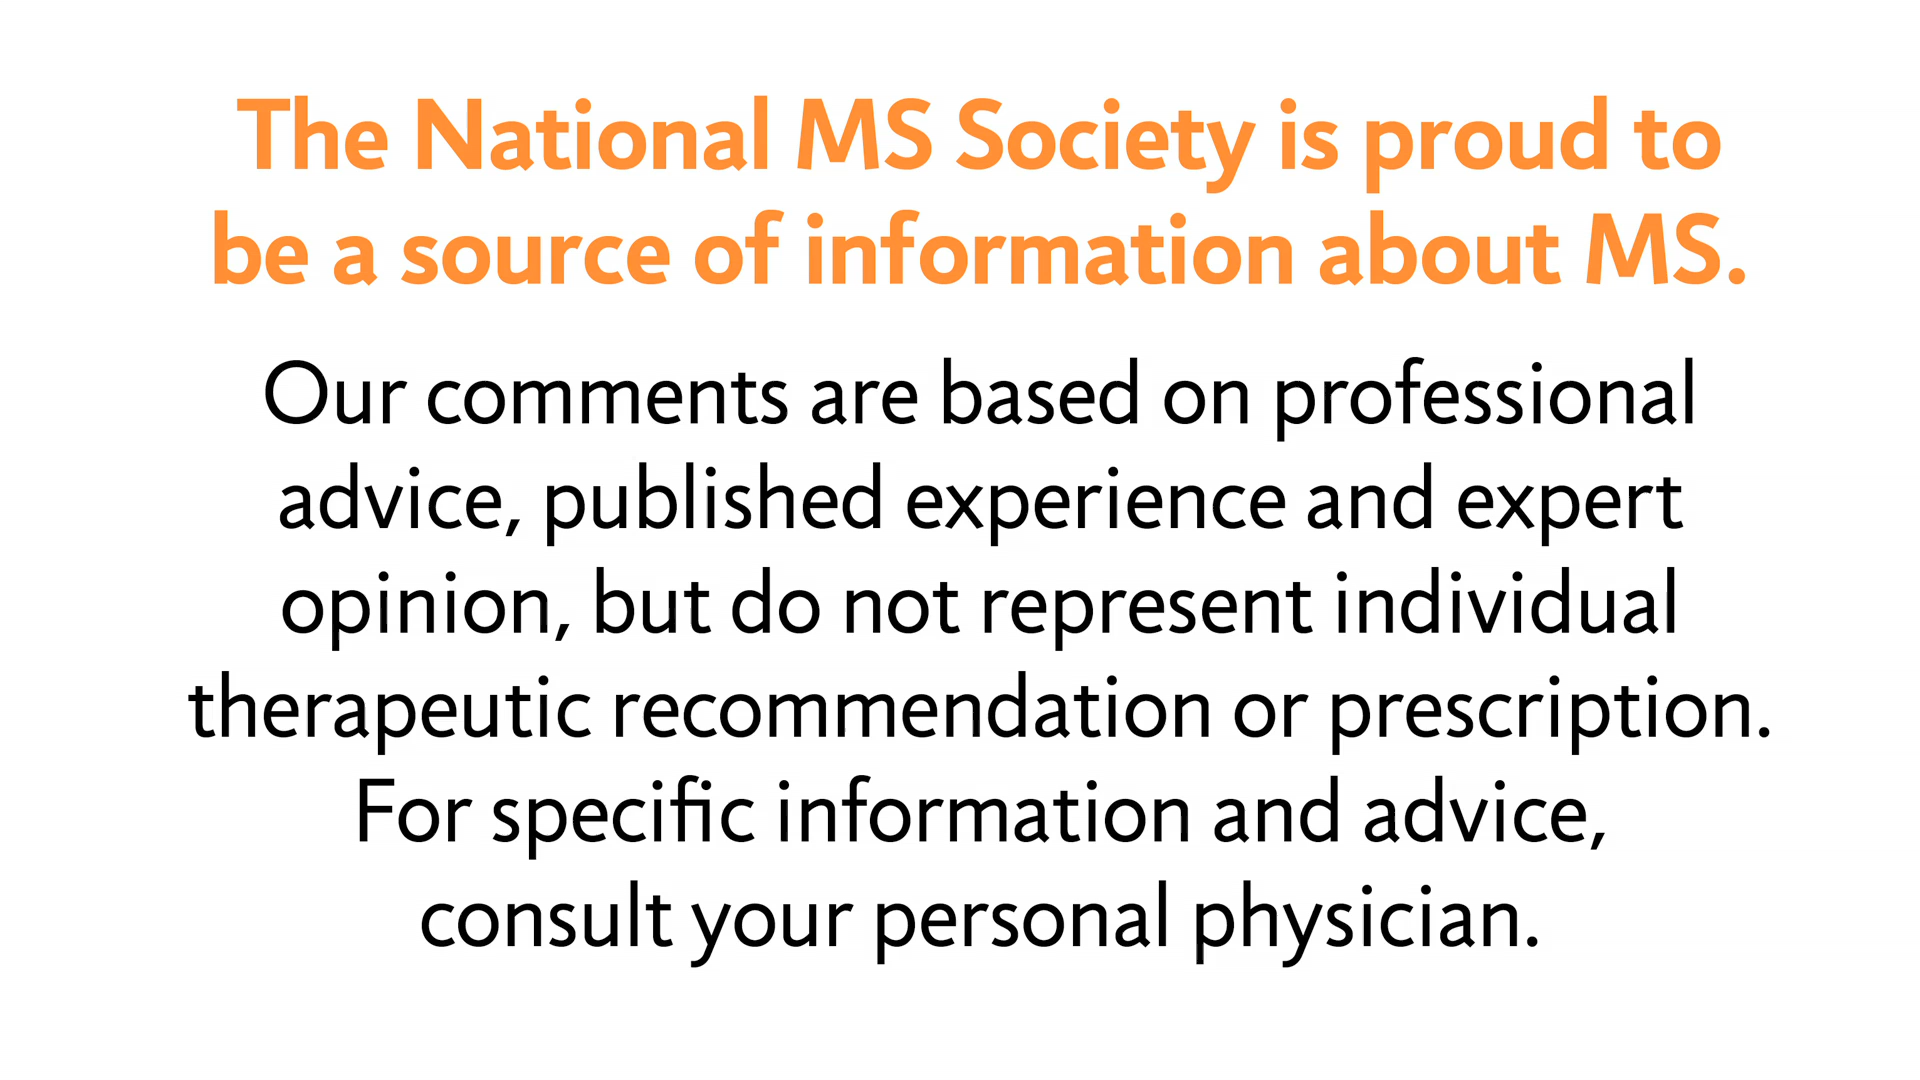 The National MS Society is proud to
be a source of information about MS.
Our comments are based on professional
advice, published experience and expert
opinion, but do not represent individual
therapeutic recommendation or prescription.
For specific information and advice,
consult your personal physician.